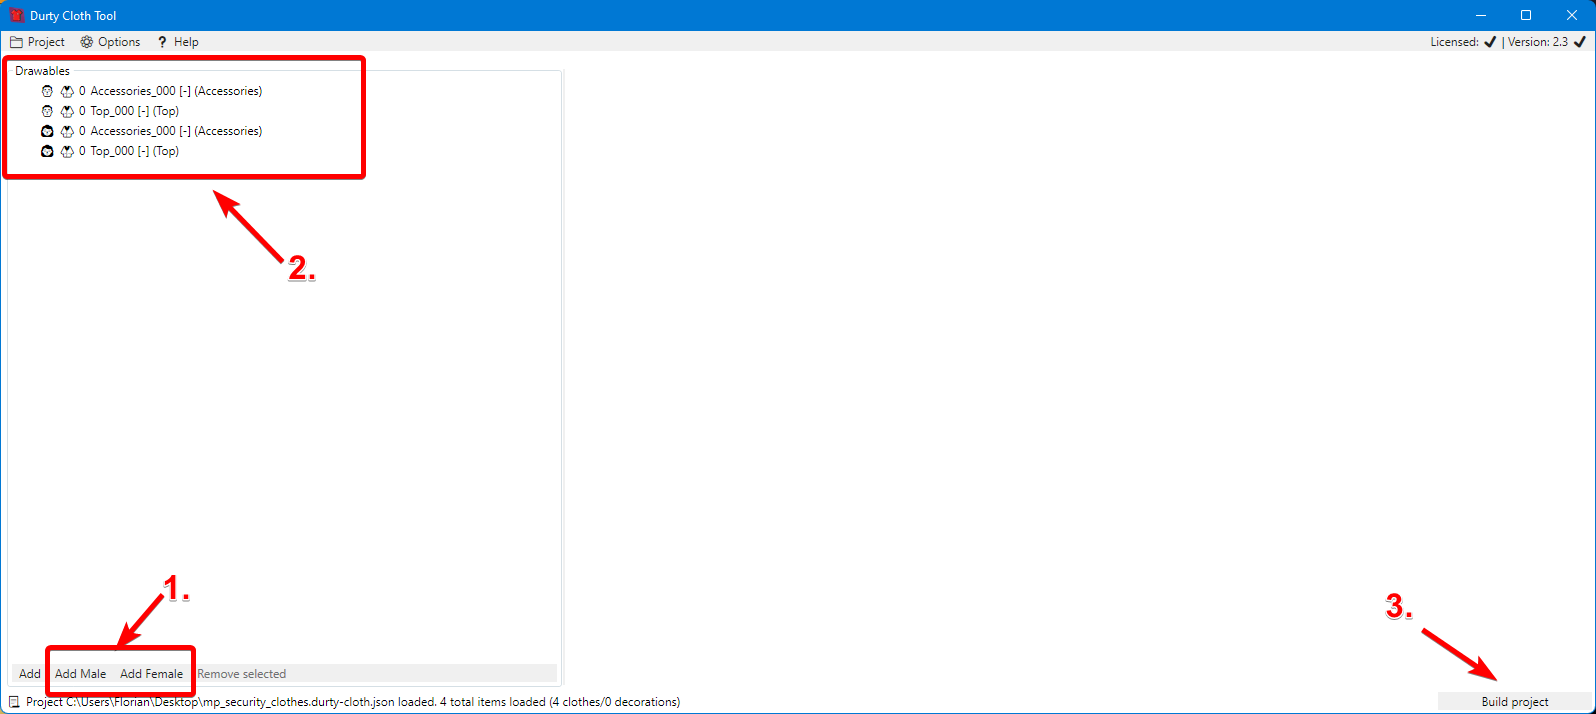 Durty Cloth Tool
Project Options ? Help Licensed: ✔ | Version: 2.3 ✔
Drawables
0 Accessories_000 [-] (Accessories)
0 Top_000 [-] (Top)
0 Accessories_000 [-] (Accessories)
0 Top_000 [-] (Top)
2.
1.
3.
Add Add Male Add Female Remove selected
Project C:\Users\Florian\Desktop\mp_security_clothes.durty-cloth.json loaded. 4 total items loaded (4 clothes/0 decorations)
Build project